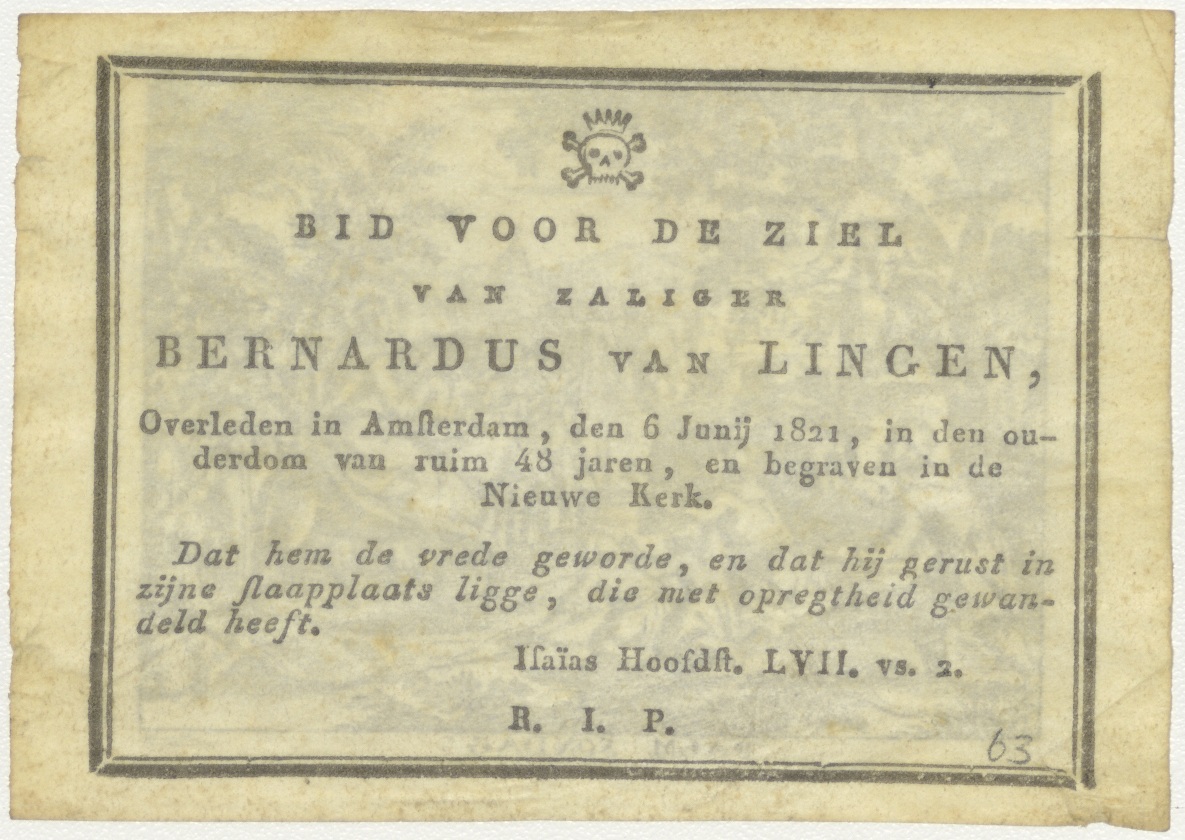 BID VOOR DE ZIEL
VAN ZALIGER
BERNARDUS VAN LINGEN,
Overleden in Amſterdam, den 6 Junij 1821, in den ou-
derdom van ruim 48 jaren, en begraven in de
Nieuwe Kerk.
Dat hem de vrede geworde, en dat hij gerust in
zijne ſlaapplaats ligge, die met opregtheid gewan-
deld heeft.
Iſaïas Hoofdſt. LVII. vs. 2.
R. I. P.
63